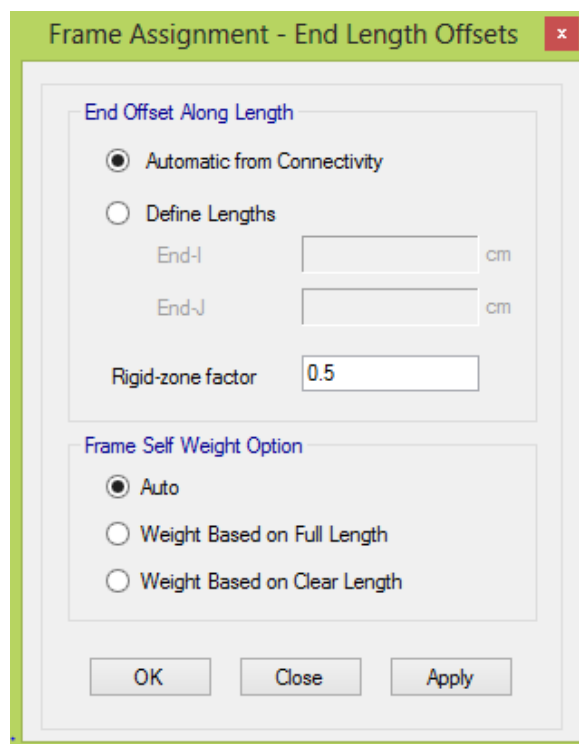 Frame Assignment - End Length Offsets
x
End Offset Along Length
Automatic from Connectivity
Define Lengths
End-I cm
End-J cm
Rigid-zone factor 0.5
Frame Self Weight Option
Auto
Weight Based on Full Length
Weight Based on Clear Length
OK Close Apply